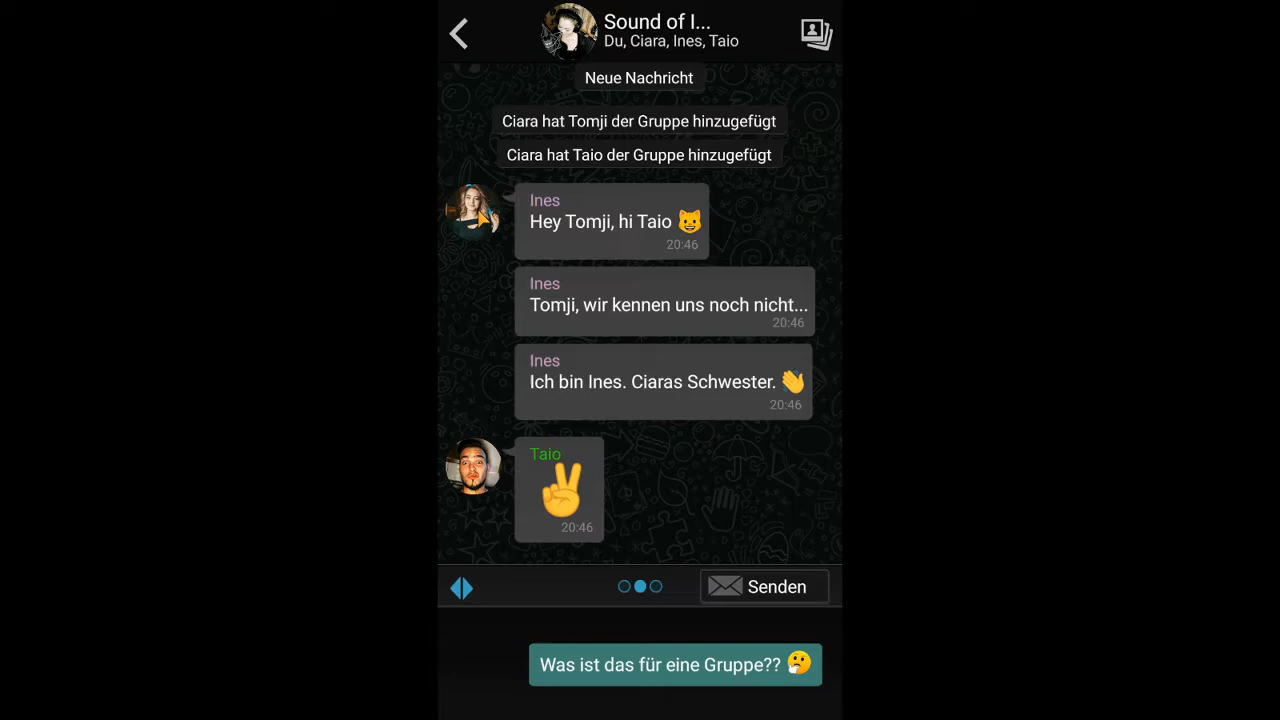 Sound of I...
Du, Ciara, Ines, Taio
Neue Nachricht
Ciara hat Tomji der Gruppe hinzugefügt
Ciara hat Taio der Gruppe hinzugefügt
Ines
Hey Tomji, hi Taio 😺
20:46
Ines
Tomji, wir kennen uns noch nicht...
20:46
Ines
Ich bin Ines. Ciaras Schwester. 👋
20:46
Taio
✌
20:46
Senden
Was ist das für eine Gruppe?? 🤔